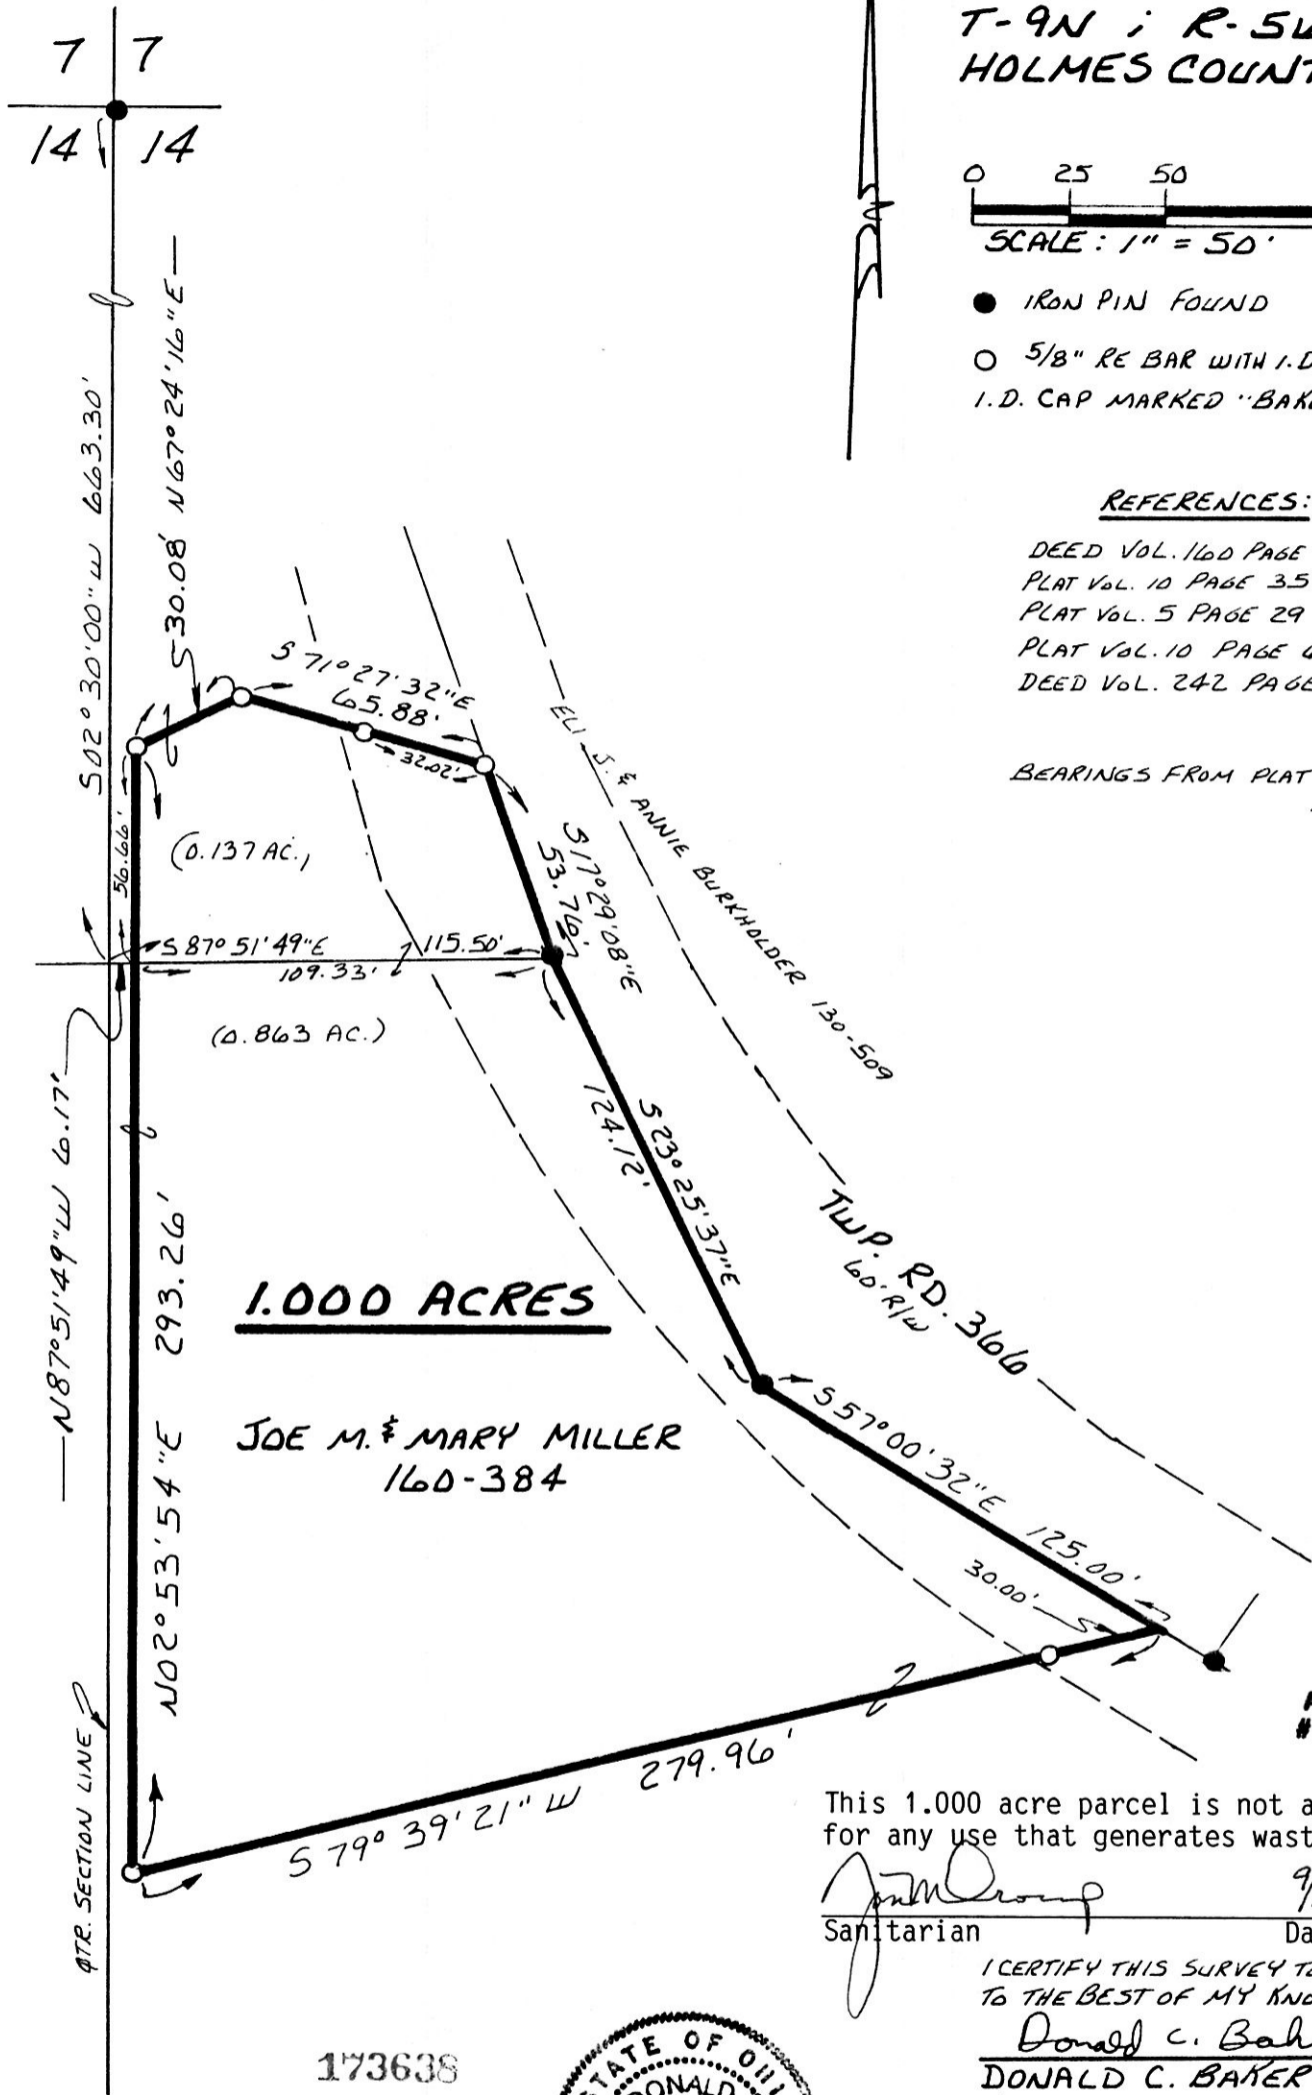 7 7
14 14
T-9N ; R-5W
HOLMES COUNT
0 25 50
SCALE : 1" = 50'
IRON PIN FOUND
5/8" RE BAR WITH I.D
I.D. CAP MARKED "BAK
REFERENCES:
DEED VOL. 160 PAGE
PLAT VOL. 10 PAGE 35
PLAT VOL. 5 PAGE 29
PLAT VOL. 10 PAGE
DEED VOL. 242 PAGE
BEARINGS FROM PLAT
S02°30'00"W 663.30'
30.08' N67°24'16"E
S 71°27'32"E
65.88'
32.02'
56.66'
(0.137 AC.)
S17°29'08"E
53.76'
ELI J. & ANNIE BURKHOLDER 130-509
S87°51'49"E 115.50'
109.33'
(0.863 AC.)
N87°51'49"W 6.17'
S23°25'37"E
124.12'
TWP. RD. 366
60' R/W
N02°53'54"E 293.26'
1.000 ACRES
JOE M. & MARY MILLER
160-384
S57°00'32"E 125.00'
30.00'
S 79°39'21" W 279.96'
QTR. SECTION LINE
#
This 1.000 acre parcel is not a
for any use that generates wast
9/
Sanitarian Da
I CERTIFY THIS SURVEY TO
TO THE BEST OF MY KNO
Donald C. Bak
DONALD C. BAKER
173638
STATE OF OHI
DONALD